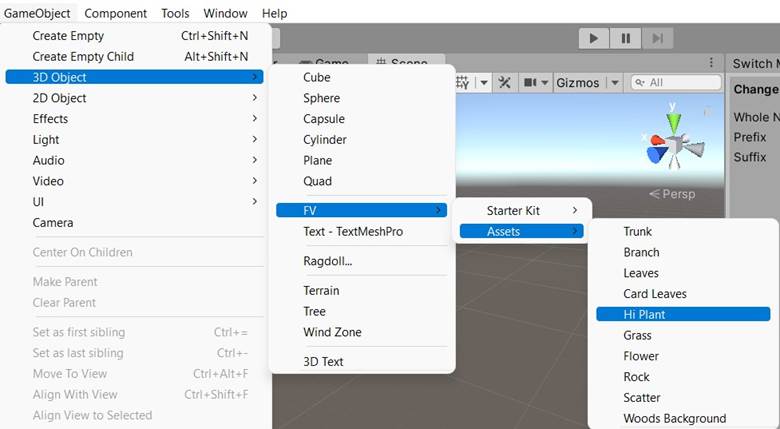 GameObject Component Tools Window Help
Create Empty Ctrl+Shift+N
Create Empty Child Alt+Shift+N
3D Object
2D Object
Effects
Light
Audio
Video
UI
Camera
Center On Children
Make Parent
Clear Parent
Set as first sibling Ctrl+=
Set as last sibling Ctrl+-
Move To View Ctrl+Alt+F
Align With View Ctrl+Shift+F
Align View to Selected
Cube
Sphere
Capsule
Cylinder
Plane
Quad
FV
Text - TextMeshPro
Ragdoll...
Terrain
Tree
Wind Zone
3D Text
Starter Kit
Assets
Trunk
Branch
Leaves
Card Leaves
Hi Plant
Grass
Flower
Rock
Scatter
Woods Background
Game Scene
Gizmos All
y
x
Persp
Switch M
Change
Whole N
Prefix
Suffix